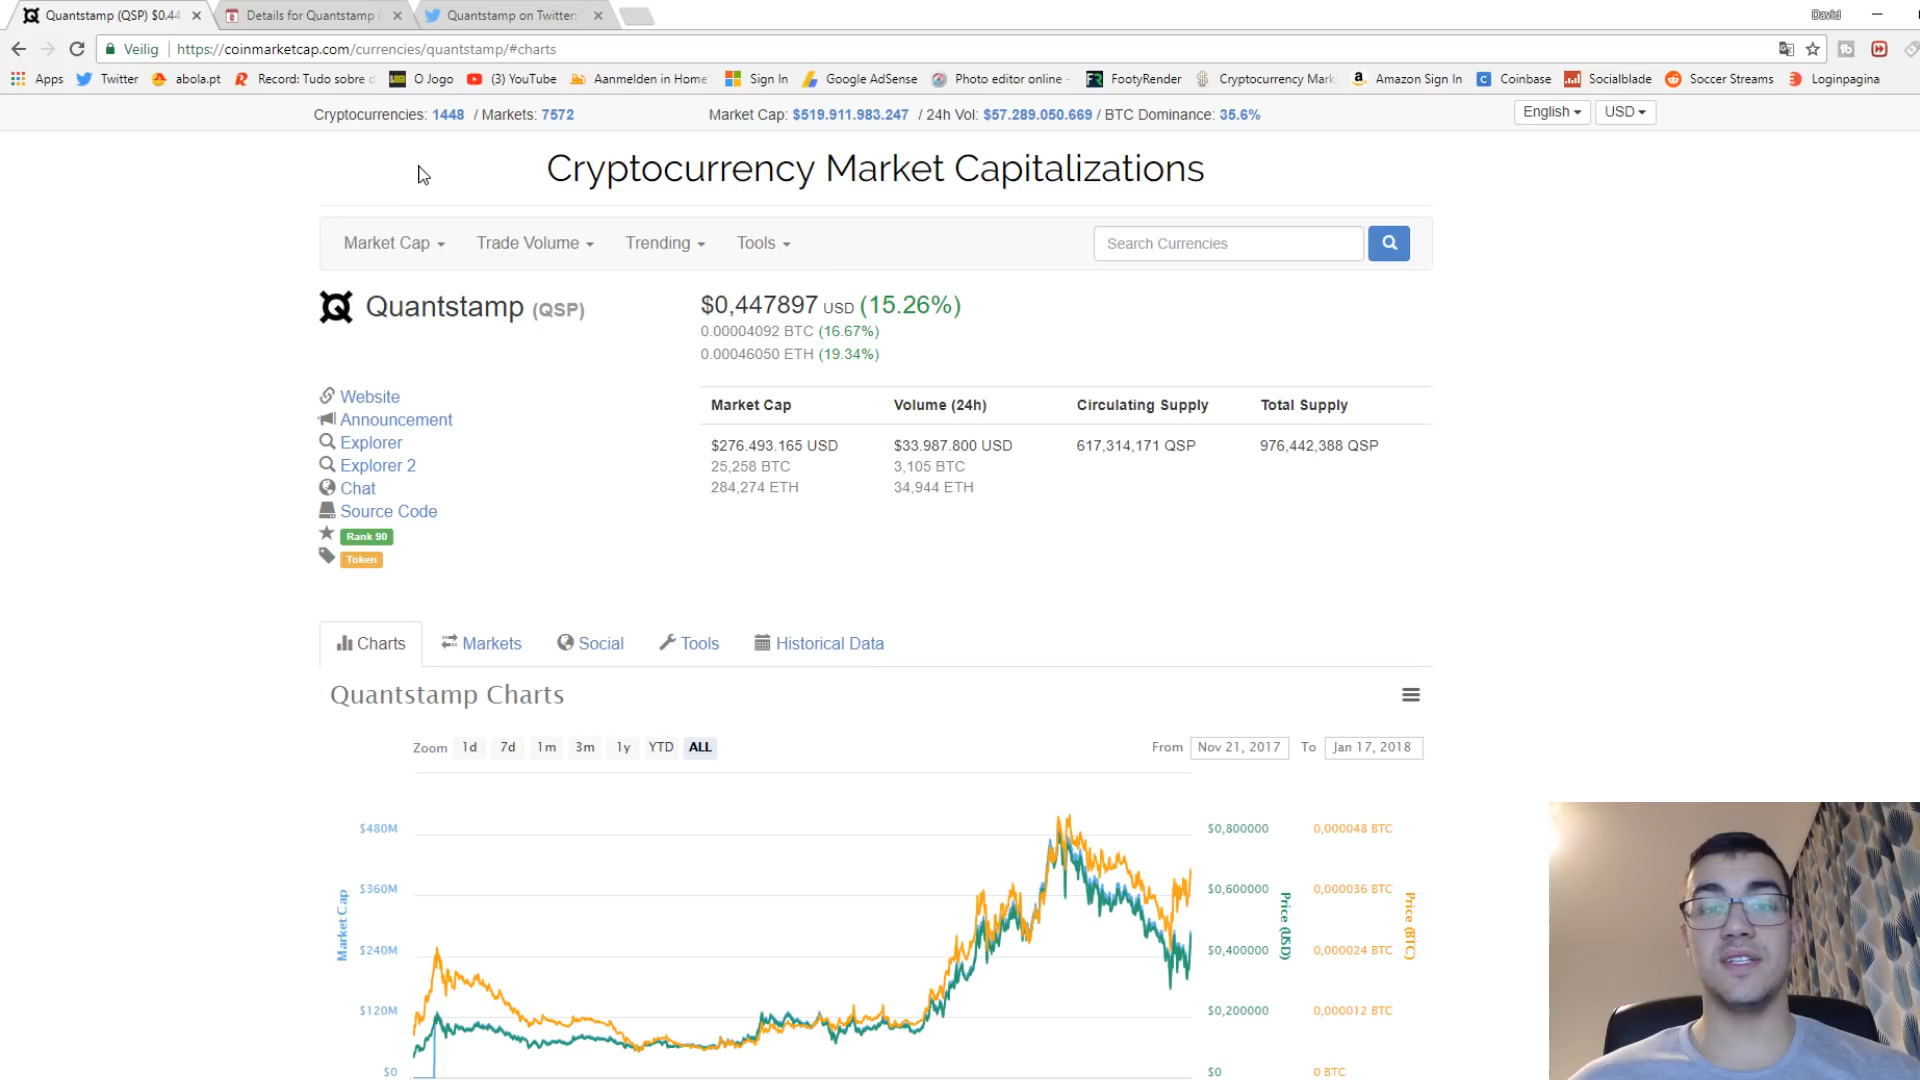 Quantstamp (QSP) $0.44
Details for Quantstamp
Quantstamp on Twitter:
David
Veilig
https://coinmarketcap.com/currencies/quantstamp/#charts
Apps
Twitter
abola.pt
Record: Tudo sobre
O Jogo
(3) YouTube
Aanmelden in Home
Sign In
Google AdSense
Photo editor online -
FootyRender
Cryptocurrency Mark
Amazon Sign In
Coinbase
Socialblade
Soccer Streams
Loginpagina
Cryptocurrencies: 1448 / Markets: 7572
Market Cap: $519.911.983.247 / 24h Vol: $57.289.050.669 / BTC Dominance: 35.6%
English
USD
Cryptocurrency Market Capitalizations
Market Cap
Trade Volume
Trending
Tools
Search Currencies
Quantstamp (QSP)
$0,447897 USD (15.26%)
0.00004092 BTC (16.67%)
0.00046050 ETH (19.34%)
Website
Announcement
Explorer
Explorer 2
Chat
Source Code
Rank 90
Token
Market Cap Volume (24h) Circulating Supply Total Supply
$276.493.165 USD $33.987.800 USD 617,314,171 QSP 976,442,388 QSP
25,258 BTC 3,105 BTC
284,274 ETH 34,944 ETH
Charts
Markets
Social
Tools
Historical Data
Quantstamp Charts
Zoom 1d 7d 1m 3m 1y YTD ALL
From Nov 21, 2017 To Jan 17, 2018
$480M
$360M
$240M
$120M
$0
Market Cap
$0,800000
$0,600000
$0,400000
$0,200000
$0
Price (USD)
0,000048 BTC
0,000036 BTC
0,000024 BTC
0,000012 BTC
0 BTC
Price (BTC)